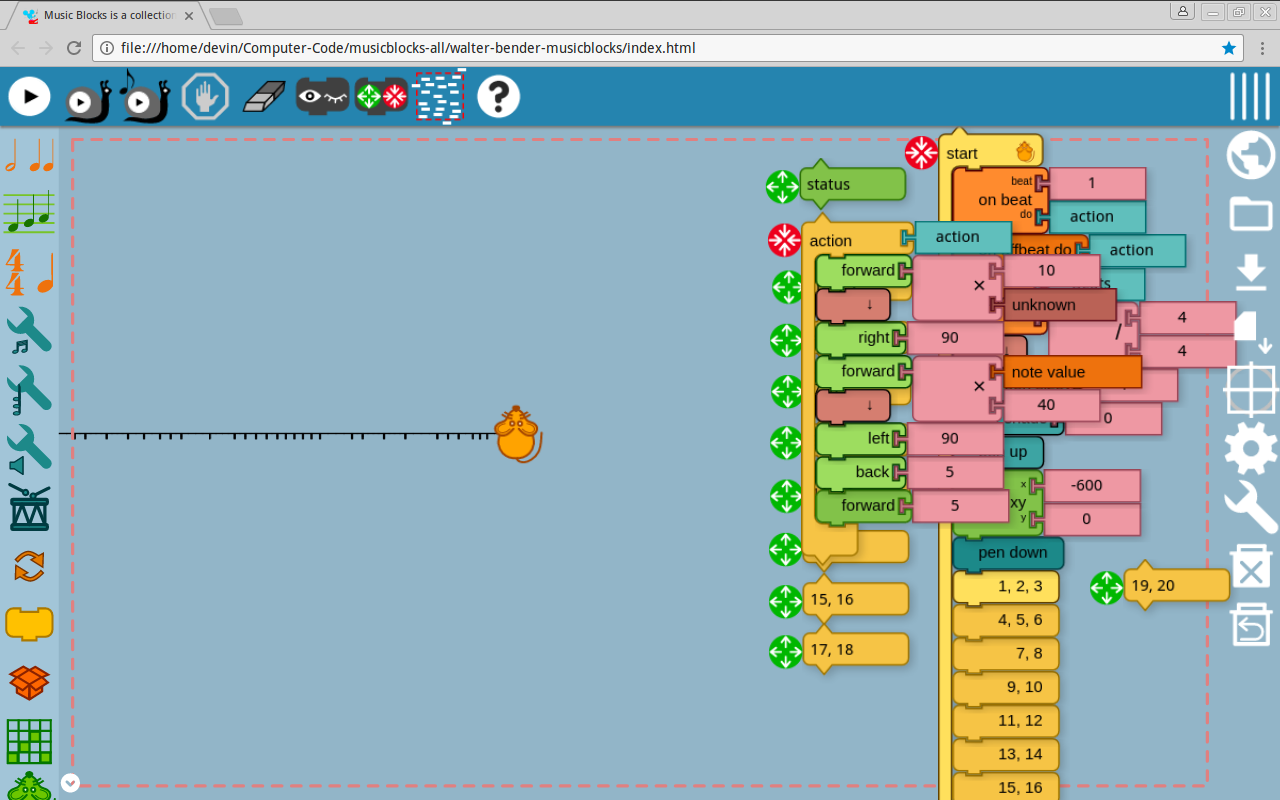 Music Blocks is a collection
file:///home/devin/Computer-Code/musicblocks-all/walter-bender-musicblocks/index.html
?
4
4
start
status
beat
1
on beat
do
action
action
action
ffbeat do
action
forward
×
10
↓
unknown
right
90
/
4
4
forward
×
note value
↓
40
0
left
90
up
back
5
x
-600
forward
5
xy
y
0
pen down
1, 2, 3
19, 20
15, 16
4, 5, 6
17, 18
7, 8
9, 10
11, 12
13, 14
15, 16